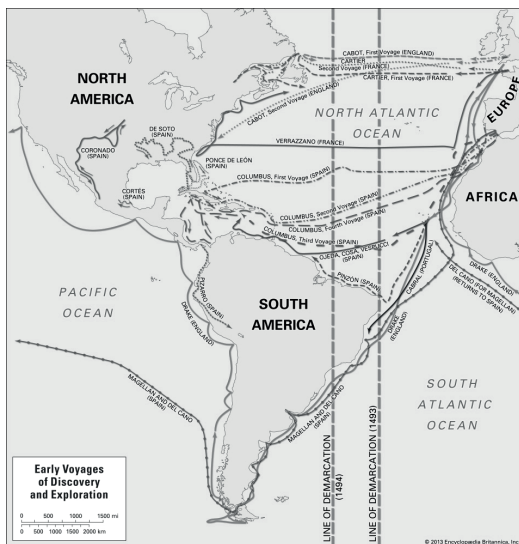 CABOT, First Voyage (ENGLAND)
CARTIER
Second Voyage (FRANCE)
CARTIER, First Voyage (FRANCE)
CABOT, Second Voyage (ENGLAND)
NORTH
AMERICA
EUROPE
NORTH ATLANTIC
OCEAN
DE SOTO
(SPAIN)
CORONADO
(SPAIN)
VERRAZZANO (FRANCE)
PONCE DE LEÓN
(SPAIN)
CORTÉS
(SPAIN)
COLUMBUS, First Voyage (SPAIN)
AFRICA
COLUMBUS, Second Voyage (SPAIN)
COLUMBUS, Fourth Voyage (SPAIN)
COLUMBUS, Third Voyage (SPAIN)
OJEDA, COSA, VESPUCCI
(SPAIN)
PINZÓN (SPAIN)
CABRAL (PORTUGAL)
DRAKE
(ENGLAND)
DRAKE
(ENGLAND)
DEL CANO (FOR MAGELLAN)
(RETURNS TO SPAIN)
PIZARRO (SPAIN)
DRAKE (ENGLAND)
PACIFIC
OCEAN
SOUTH
AMERICA
MAGELLAN AND DEL CANO
(SPAIN)
MAGELLAN AND DEL CANO
(SPAIN)
SOUTH
ATLANTIC
OCEAN
LINE OF DEMARCATION
(1494)
LINE OF DEMARCATION (1493)
Early Voyages
of Discovery
and Exploration
0 500 1000 1500 mi
0 500 1000 1500 2000 km
© 2013 Encyclopædia Britannica, Inc.